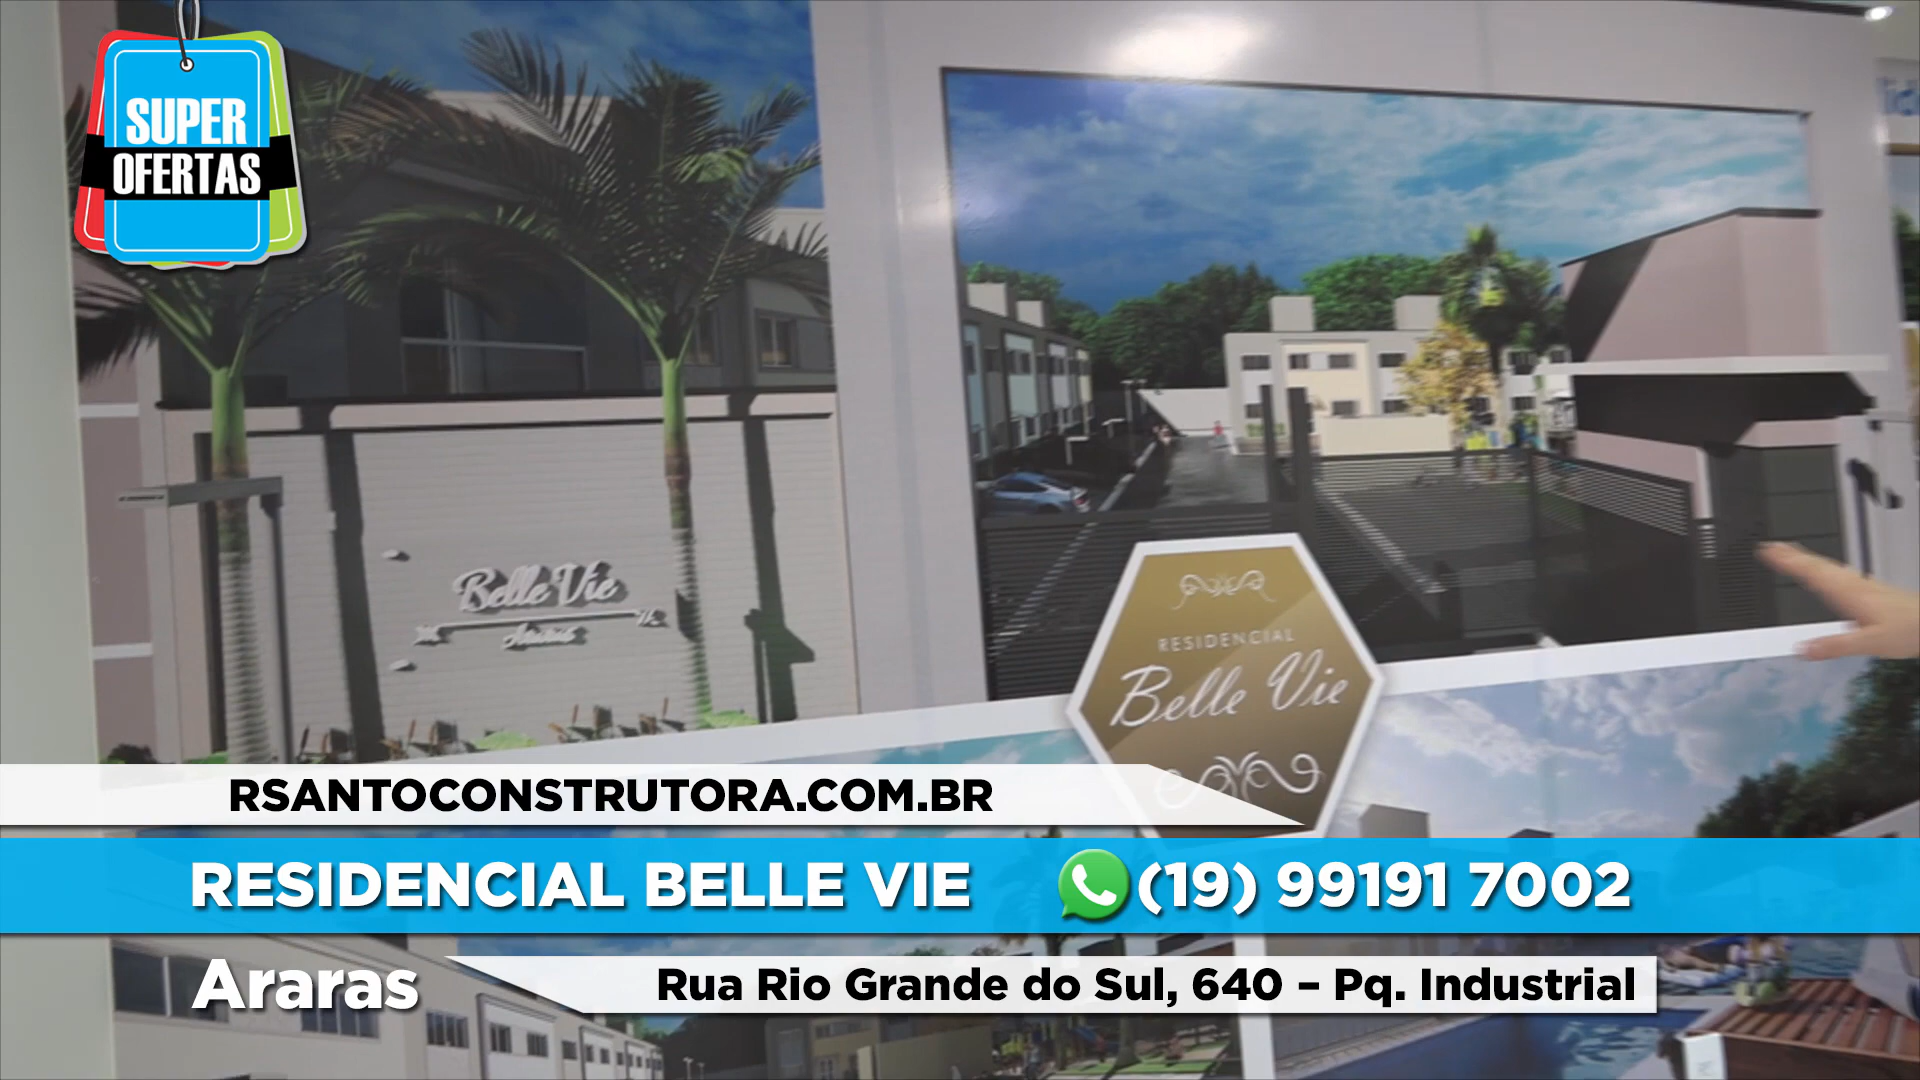 SUPER
OFERTAS
Belle Vie
Araras
RESIDENCIAL
Belle Vie
RSANTOCONSTRUTORA.COM.BR
RESIDENCIAL BELLE VIE
(19) 99191 7002
Araras
Rua Rio Grande do Sul, 640 – Pq. Industrial